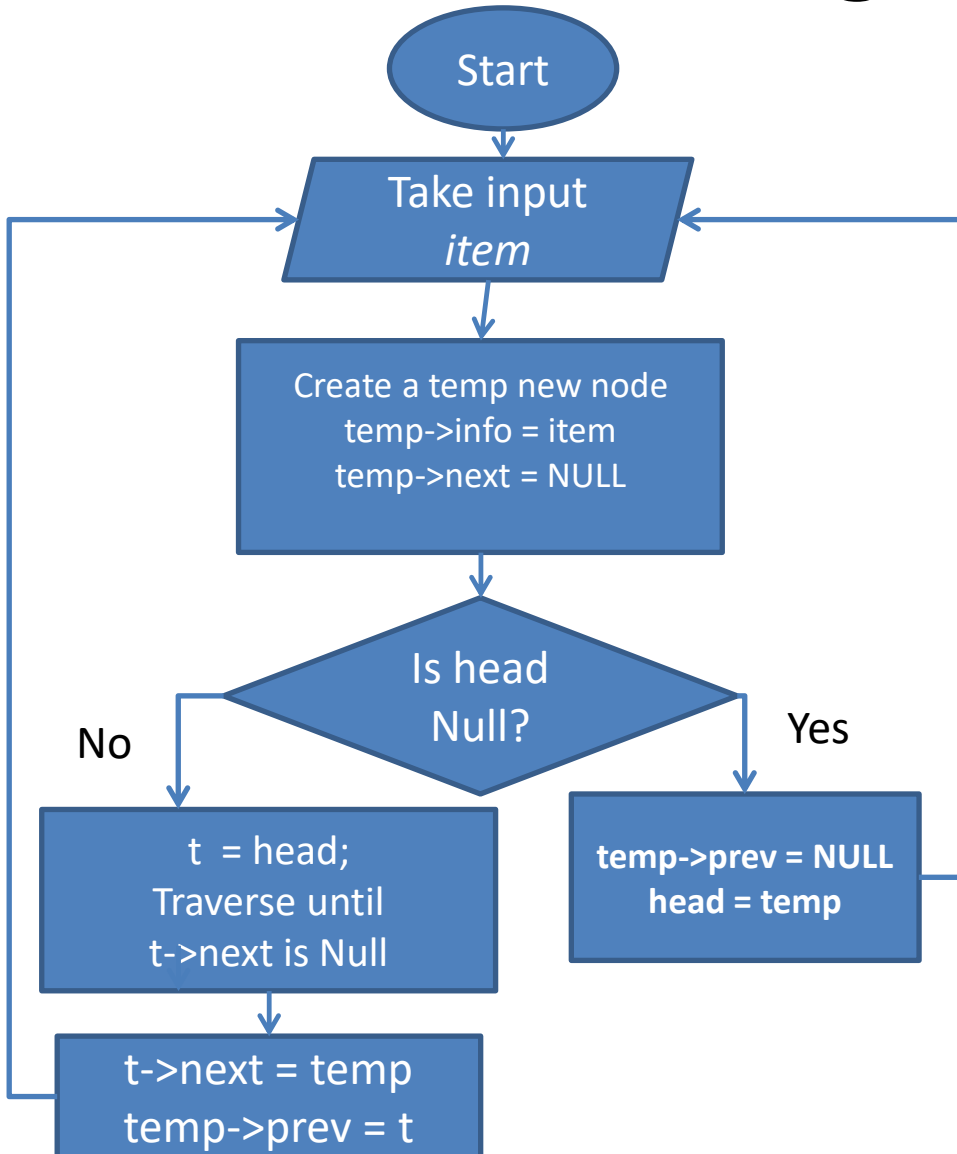 Start
Take input
item
Create a temp new node
temp->info = item
temp->next = NULL
Is head
Null?
No
Yes
t  = head;
Traverse until
t->next is Null
temp->prev = NULL
head = temp
t->next = temp
temp->prev = t